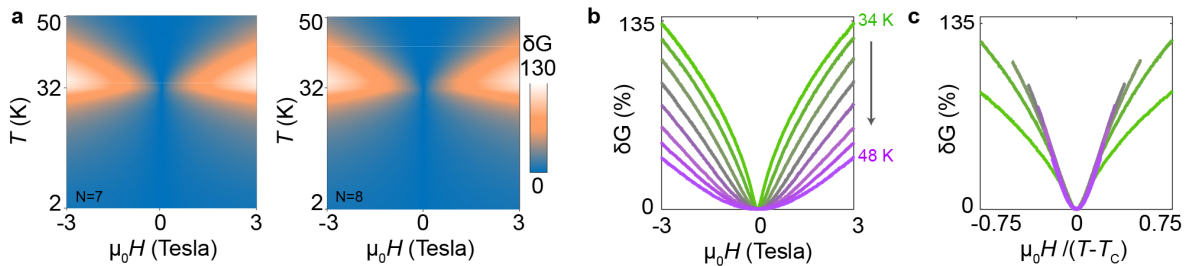 a
50
T (K)
32
2
N=7
-3
0
3
μ₀H (Tesla)
50
T (K)
32
2
N=8
-3
0
3
μ₀H (Tesla)
δG
130
0
b
135
δG (%)
0
34 K
48 K
-3
0
3
μ₀H (Tesla)
c
135
δG (%)
0
-0.75
0
0.75
μ₀H /(T-T_C)